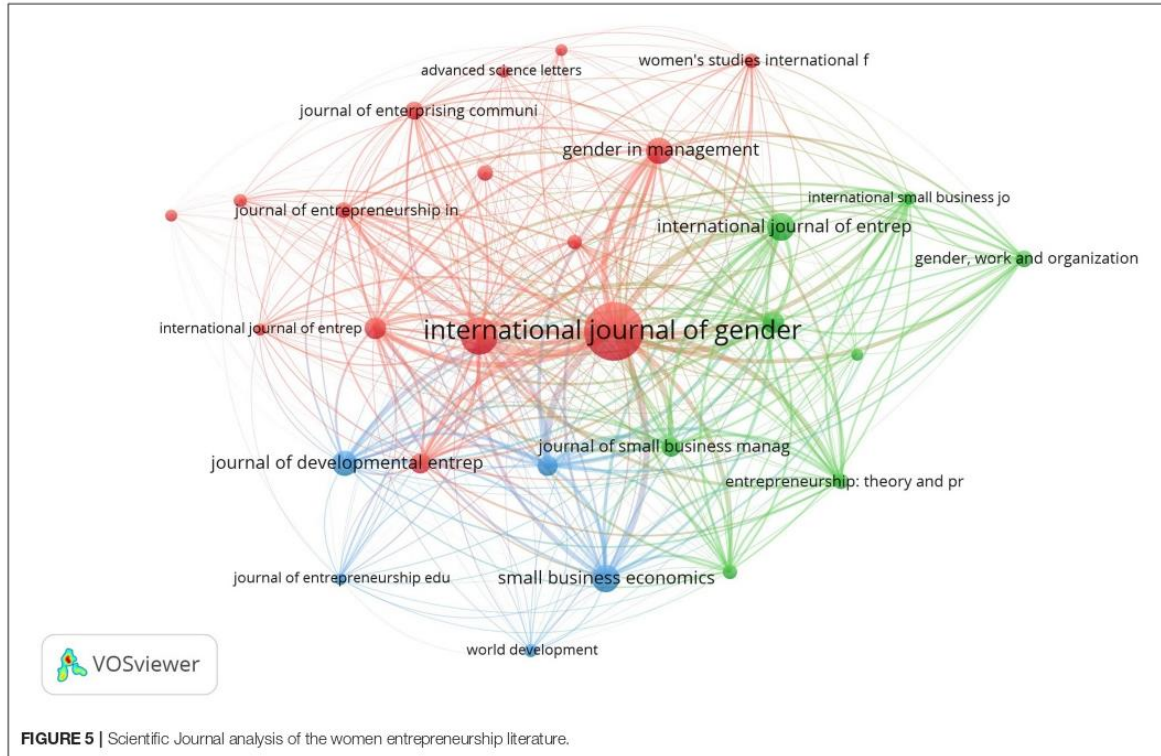 advanced science letters
women's studies international f
journal of enterprising communi
gender in management
international small business jo
journal of entrepreneurship in
international journal of entrep
gender, work and organization
international journal of entrep
international journal of gender
journal of small business manag
journal of developmental entrep
entrepreneurship: theory and pr
journal of entrepreneurship edu
small business economics
world development
VOSviewer
FIGURE 5 | Scientific Journal analysis of the women entrepreneurship literature.